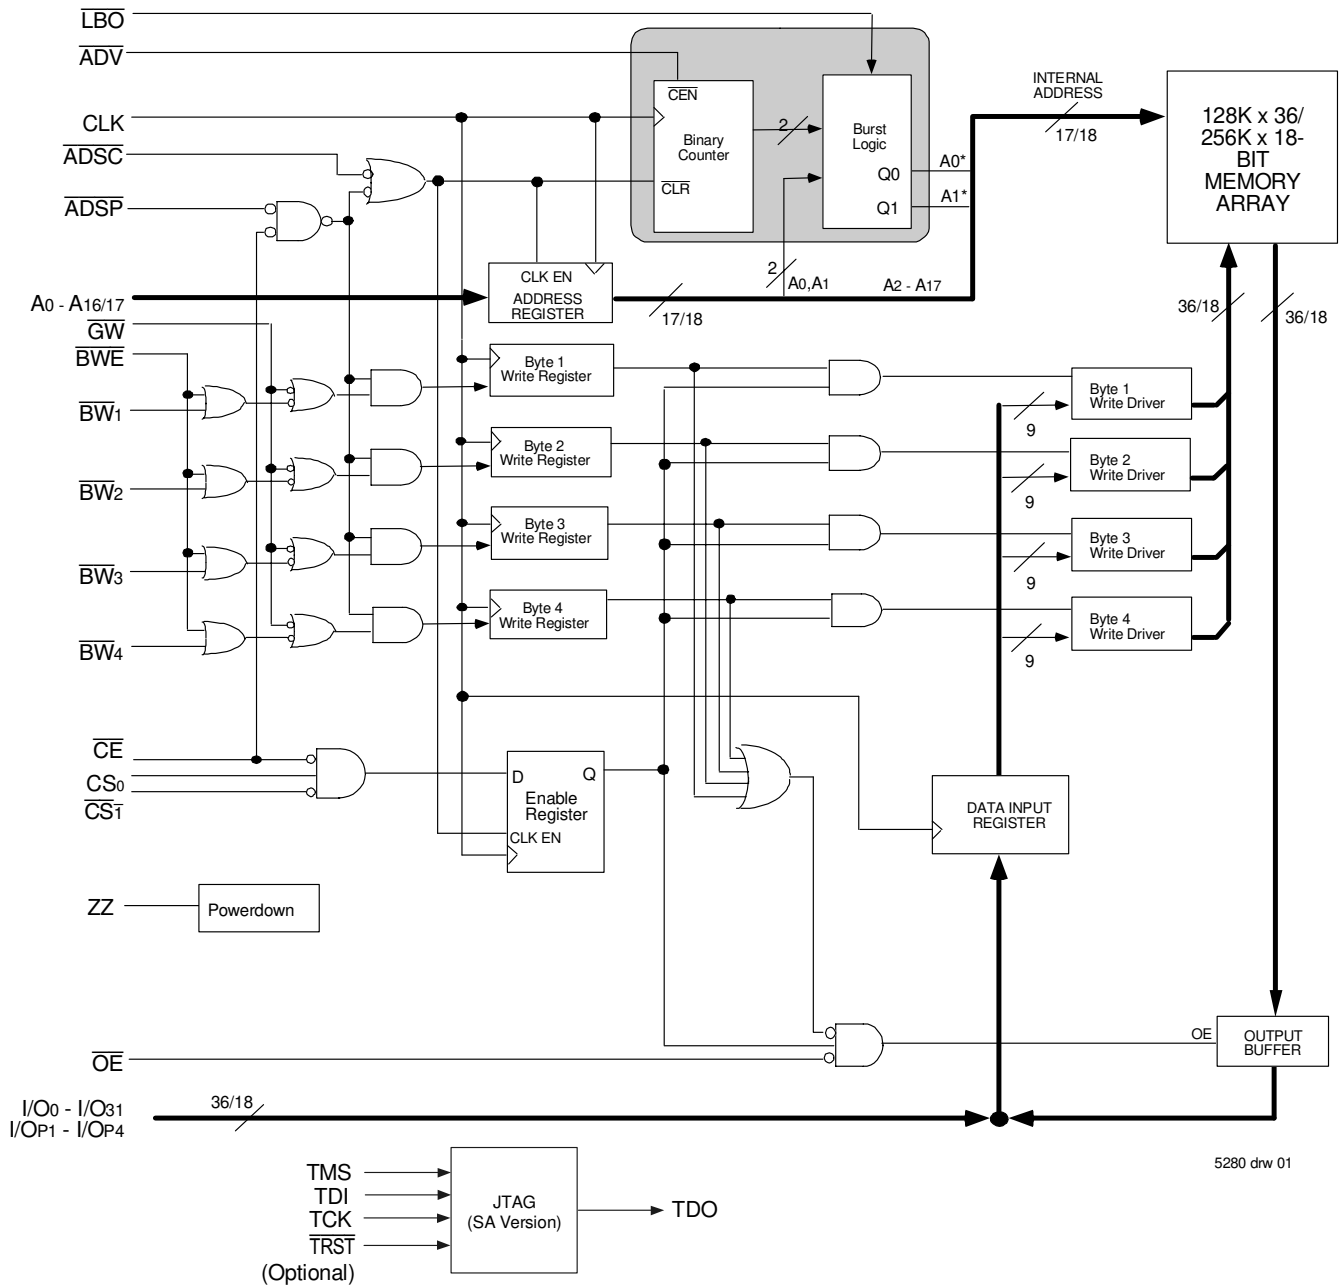 LBO
ADV
CLK
ADSC
ADSP
CEN
Binary
Counter
CLR
2
Burst
Logic
Q0
Q1
A0*
A1*
INTERNAL
ADDRESS
17/18
128K x 36/
256K x 18-
BIT
MEMORY
ARRAY
A0 - A16/17
CLK EN
ADDRESS
REGISTER
17/18
2
A0,A1
A2 - A17
36/18
36/18
GW
BWE
BW1
BW2
BW3
BW4
Byte 1
Write Register
Byte 2
Write Register
Byte 3
Write Register
Byte 4
Write Register
9
Byte 1
Write Driver
9
Byte 2
Write Driver
9
Byte 3
Write Driver
9
Byte 4
Write Driver
CE
CS0
CS1
D
Q
Enable
Register
CLK EN
DATA INPUT
REGISTER
ZZ
Powerdown
OE
OE
OUTPUT
BUFFER
I/O0 - I/O31
I/OP1 - I/OP4
36/18
5280 drw 01
TMS
TDI
TCK
TRST
(Optional)
JTAG
(SA Version)
TDO